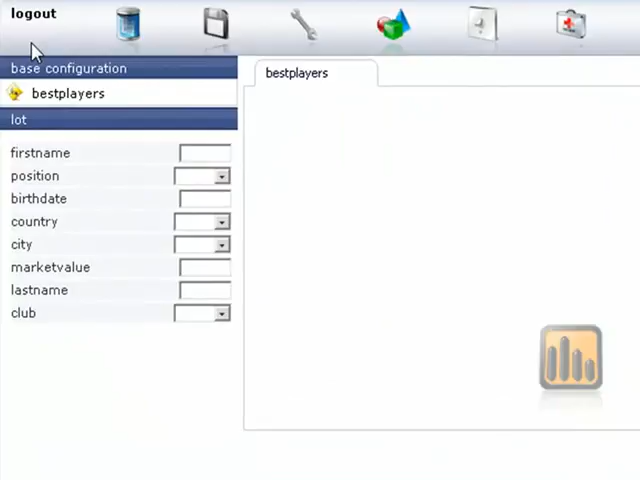 logout
base configuration
bestplayers
bestplayers
lot
firstname
position
birthdate
country
city
marketvalue
lastname
club